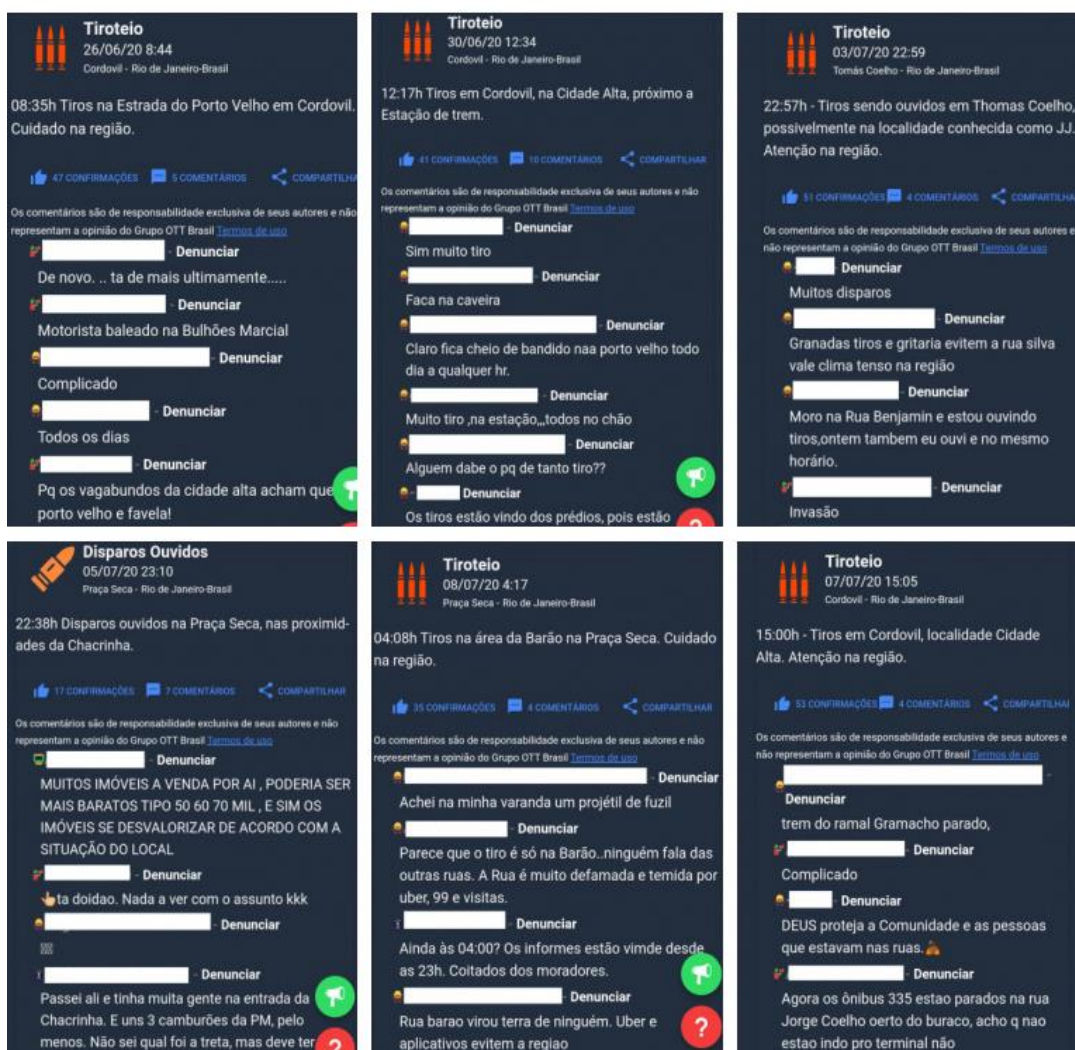 Tiroteio
26/06/20 8:44
Cordovil - Rio de Janeiro-Brasil
08:35h Tiros na Estrada do Porto Velho em Cordovil.
Cuidado na região.
47 CONFIRMAÇÕES 5 COMENTÁRIOS COMPARTILHA
Os comentários são de responsabilidade exclusiva de seus autores e não
representam a opinião do Grupo OTT Brasil Termos de uso
- Denunciar
De novo. .. ta de mais ultimamente.....
- Denunciar
Motorista baleado na Bulhões Marcial
- Denunciar
Complicado
- Denunciar
Todos os dias
- Denunciar
Pq os vagabundos da cidade alta acham que
porto velho e favela!
Tiroteio
30/06/20 12:34
Cordovil - Rio de Janeiro-Brasil
12:17h Tiros em Cordovil, na Cidade Alta, próximo a
Estação de trem.
41 CONFIRMAÇÕES 10 COMENTÁRIOS COMPARTILHAR
Os comentários são de responsabilidade exclusiva de seus autores e não
representam a opinião do Grupo OTT Brasil Termos de uso
- Denunciar
Sim muito tiro
- Denunciar
Faca na caveira
- Denunciar
Claro fica cheio de bandido naa porto velho todo
dia a qualquer hr.
- Denunciar
Muito tiro ,na estação,,,todos no chão
- Denunciar
Alguem dabe o pq de tanto tiro??
- Denunciar
Os tiros estão vindo dos prédios, pois estão
?
Tiroteio
03/07/20 22:59
Tomás Coelho - Rio de Janeiro-Brasil
22:57h - Tiros sendo ouvidos em Thomas Coelho,
possivelmente na localidade conhecida como JJ.
Atenção na região.
51 CONFIRMAÇÕES 4 COMENTÁRIOS COMPARTILHA
Os comentários são de responsabilidade exclusiva de seus autores e
não representam a opinião do Grupo OTT Brasil Termos de uso
- Denunciar
Muitos disparos
- Denunciar
Granadas tiros e gritaria evitem a rua silva
vale clima tenso na região
- Denunciar
Moro na Rua Benjamin e estou ouvindo
tiros,ontem tambem eu ouvi e no mesmo
horário.
- Denunciar
Invasão
Disparos Ouvidos
05/07/20 23:10
Praça Seca - Rio de Janeiro-Brasil
22:38h Disparos ouvidos na Praça Seca, nas proximid-
ades da Chacrinha.
17 CONFIRMAÇÕES 7 COMENTÁRIOS COMPARTILHAR
Os comentários são de responsabilidade exclusiva de seus autores e não
representam a opinião do Grupo OTT Brasil Termos de uso
- Denunciar
MUITOS IMÓVEIS A VENDA POR AI , PODERIA SER
MAIS BARATOS TIPO 50 60 70 MIL , E SIM OS
IMÓVEIS SE DESVALORIZAR DE ACORDO COM A
SITUAÇÃO DO LOCAL
- Denunciar
👆ta doidao. Nada a ver com o assunto kkk
- Denunciar
- Denunciar
Passei ali e tinha muita gente na entrada da
Chacrinha. E uns 3 camburões da PM, pelo
menos. Não sei qual foi a treta, mas deve ter
?
Tiroteio
08/07/20 4:17
Praça Seca - Rio de Janeiro-Brasil
04:08h Tiros na área da Barão na Praça Seca. Cuidado
na região.
35 CONFIRMAÇÕES 4 COMENTÁRIOS COMPARTILHAR
Os comentários são de responsabilidade exclusiva de seus autores e não
representam a opinião do Grupo OTT Brasil Termos de uso
- Denunciar
Achei na minha varanda um projétil de fuzil
- Denunciar
Parece que o tiro é só na Barão..ninguém fala das
outras ruas. A Rua é muito defamada e temida por
uber, 99 e visitas.
- Denunciar
Ainda às 04:00? Os informes estão vimde desde
as 23h. Coitados dos moradores.
- Denunciar
Rua barao virou terra de ninguém. Uber e
aplicativos evitem a regiao
?
Tiroteio
07/07/20 15:05
Cordovil - Rio de Janeiro-Brasil
15:00h - Tiros em Cordovil, localidade Cidade
Alta. Atenção na região.
53 CONFIRMAÇÕES 4 COMENTÁRIOS COMPARTILHAR
Os comentários são de responsabilidade exclusiva de seus autores e
não representam a opinião do Grupo OTT Brasil Termos de uso
-
Denunciar
trem do ramal Gramacho parado,
- Denunciar
Complicado
- Denunciar
DEUS proteja a Comunidade e as pessoas
que estavam nas ruas.🙏
- Denunciar
Agora os ônibus 335 estao parados na rua
Jorge Coelho oerto do buraco, acho q nao
estao indo pro terminal não